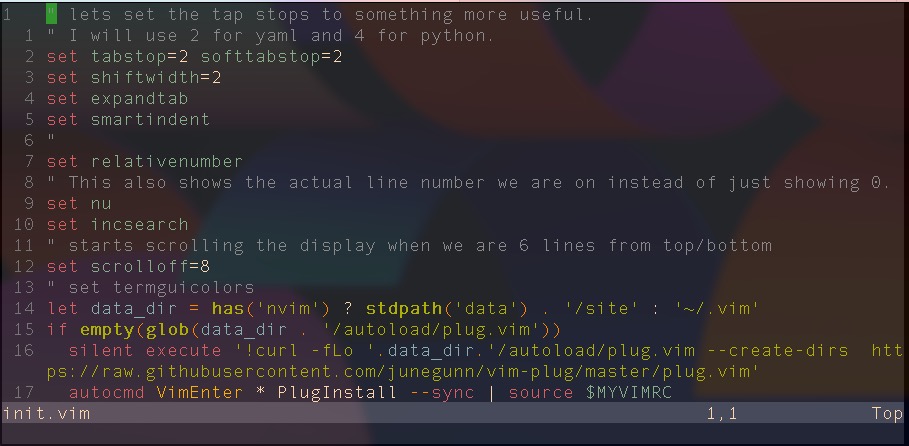 1 " lets set the tap stops to something more useful.
1 " I will use 2 for yaml and 4 for python.
2 set tabstop=2 softtabstop=2
3 set shiftwidth=2
4 set expandtab
5 set smartindent
6 "
7 set relativenumber
8 " This also shows the actual line number we are on instead of just showing 0.
9 set nu
10 set incsearch
11 " starts scrolling the display when we are 6 lines from top/bottom
12 set scrolloff=8
13 " set termguicolors
14 let data_dir = has('nvim') ? stdpath('data') . '/site' : '~/.vim'
15 if empty(glob(data_dir . '/autoload/plug.vim'))
16   silent execute '!curl -fLo '.data_dir.'/autoload/plug.vim --create-dirs  htt
ps://raw.githubusercontent.com/junegunn/vim-plug/master/plug.vim'
17   autocmd VimEnter * PlugInstall --sync | source $MYVIMRC
init.vim 1,1 Top